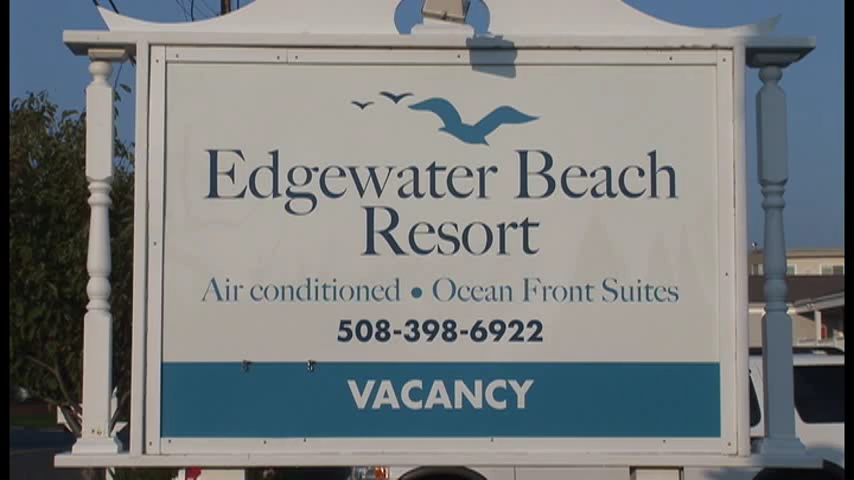 Edgewater Beach
Resort
Air conditioned • Ocean Front Suites
508-398-6922
VACANCY